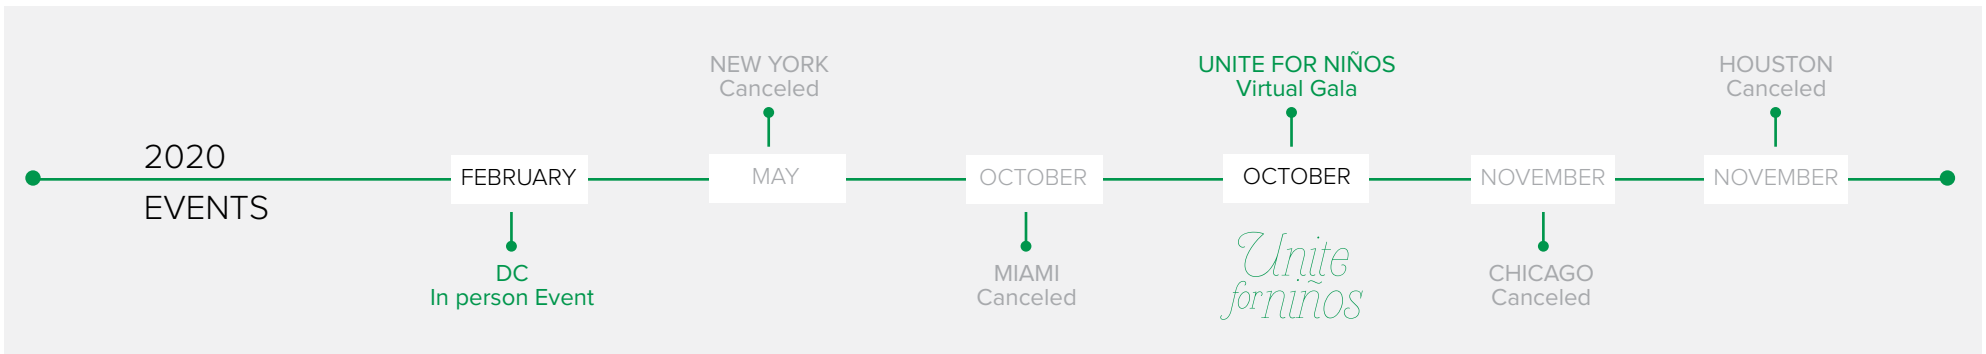 2020
EVENTS
FEBRUARY
DC
In person Event
NEW YORK
Canceled
MAY
OCTOBER
MIAMI
Canceled
UNITE FOR NIÑOS
Virtual Gala
OCTOBER
Unite
for niños
NOVEMBER
CHICAGO
Canceled
HOUSTON
Canceled
NOVEMBER